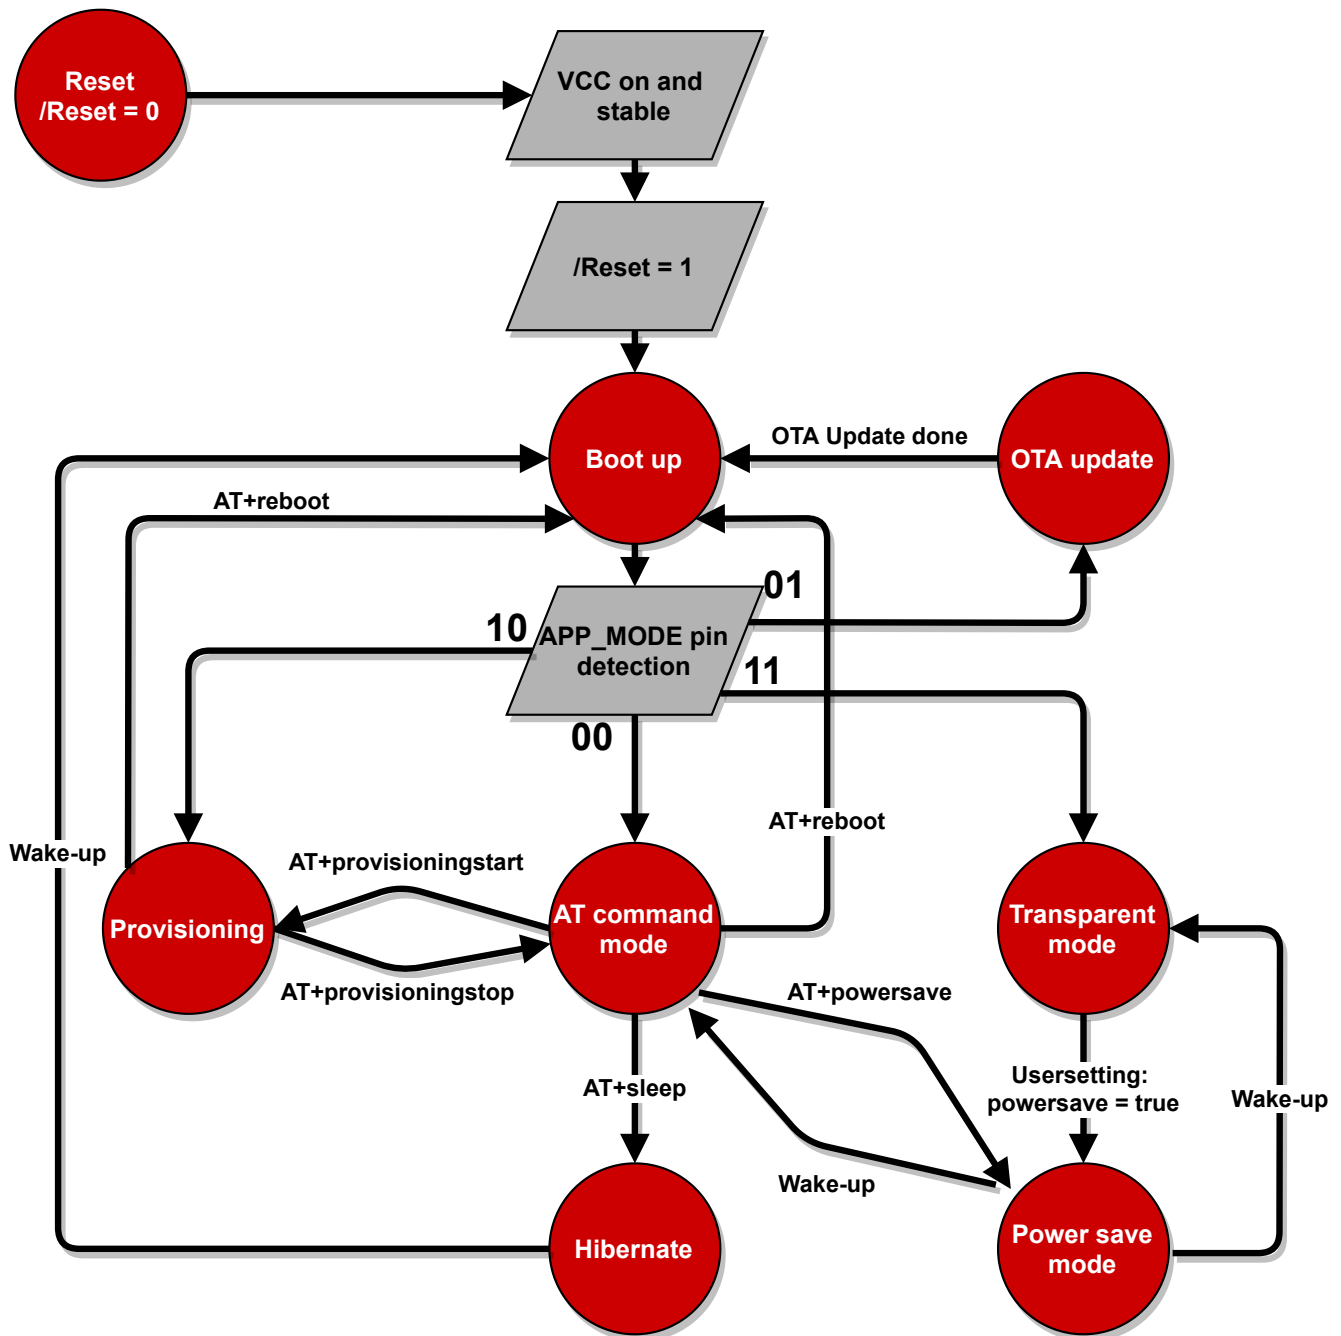 Reset
/Reset = 0
VCC on and
stable
/Reset = 1
Boot up
OTA Update done
OTA update
AT+reboot
01
10
APP_MODE pin
detection
11
00
AT+reboot
Wake-up
AT+provisioningstart
Provisioning
AT command
mode
Transparent
mode
AT+provisioningstop
AT+powersave
AT+sleep
Usersetting:
powersave = true
Wake-up
Wake-up
Hibernate
Power save
mode